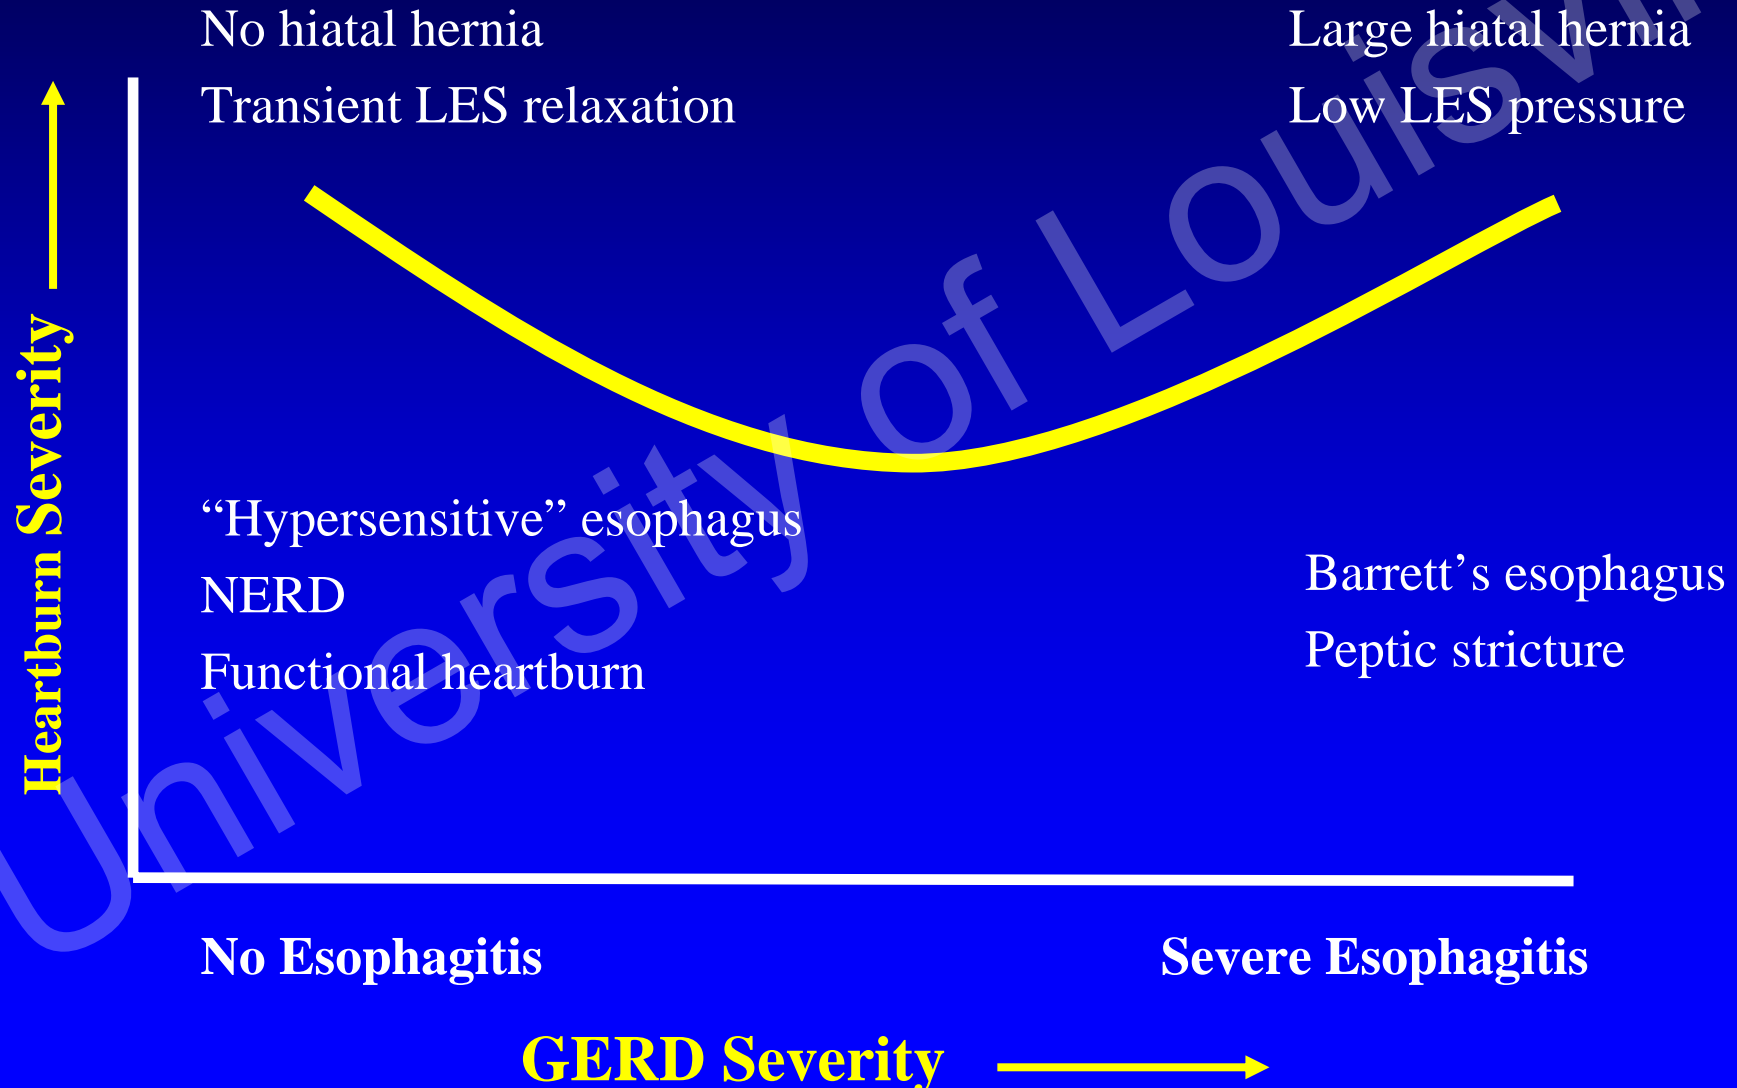 No hiatal hernia
Transient LES relaxation
Large hiatal hernia
Low LES pressure
Heartburn Severity
“Hypersensitive” esophagus
NERD
Functional heartburn
Barrett’s esophagus
Peptic stricture
No Esophagitis
Severe Esophagitis
GERD Severity
University of